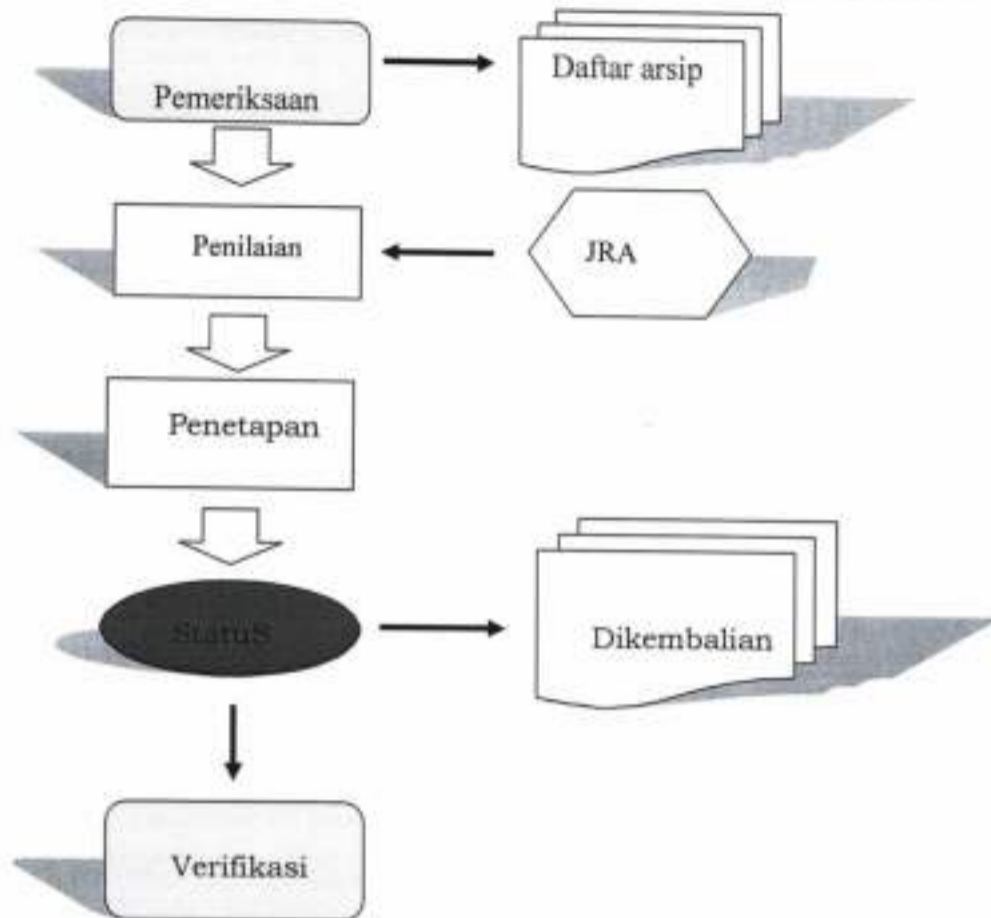 Pemeriksaan
Daftar arsip
Penilaian
JRA
Penetapan
StatuS
Dikembalian
Verifikasi